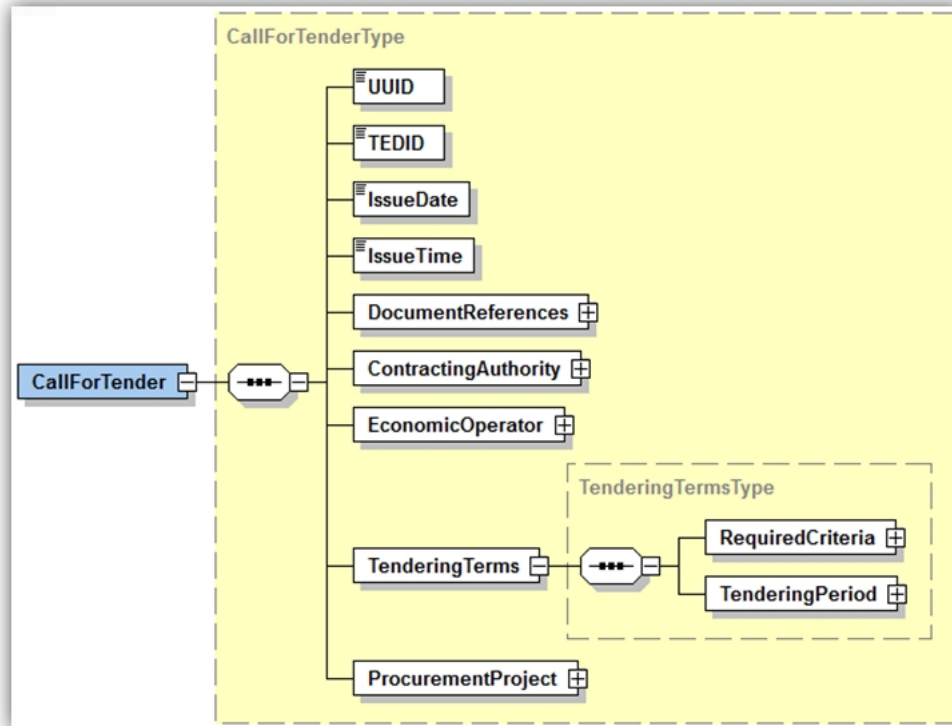 CallForTenderType
UUID
TEDID
IssueDate
IssueTime
DocumentReferences
ContractingAuthority
CallForTender
EconomicOperator
TenderingTermsType
RequiredCriteria
TenderingTerms
TenderingPeriod
ProcurementProject